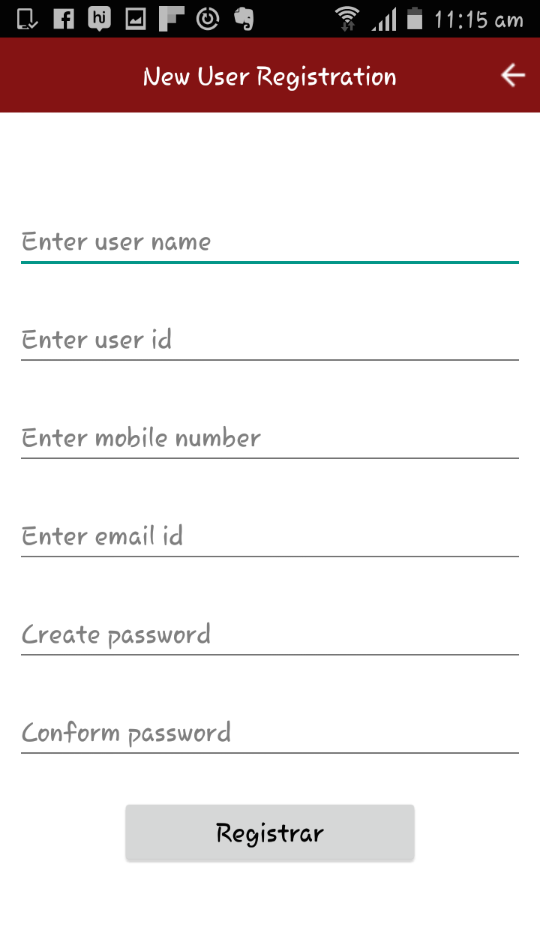 hi
11:15 am
New User Registration
Enter user name
Enter user id
Enter mobile number
Enter email id
Create password
Conform password
Registrar